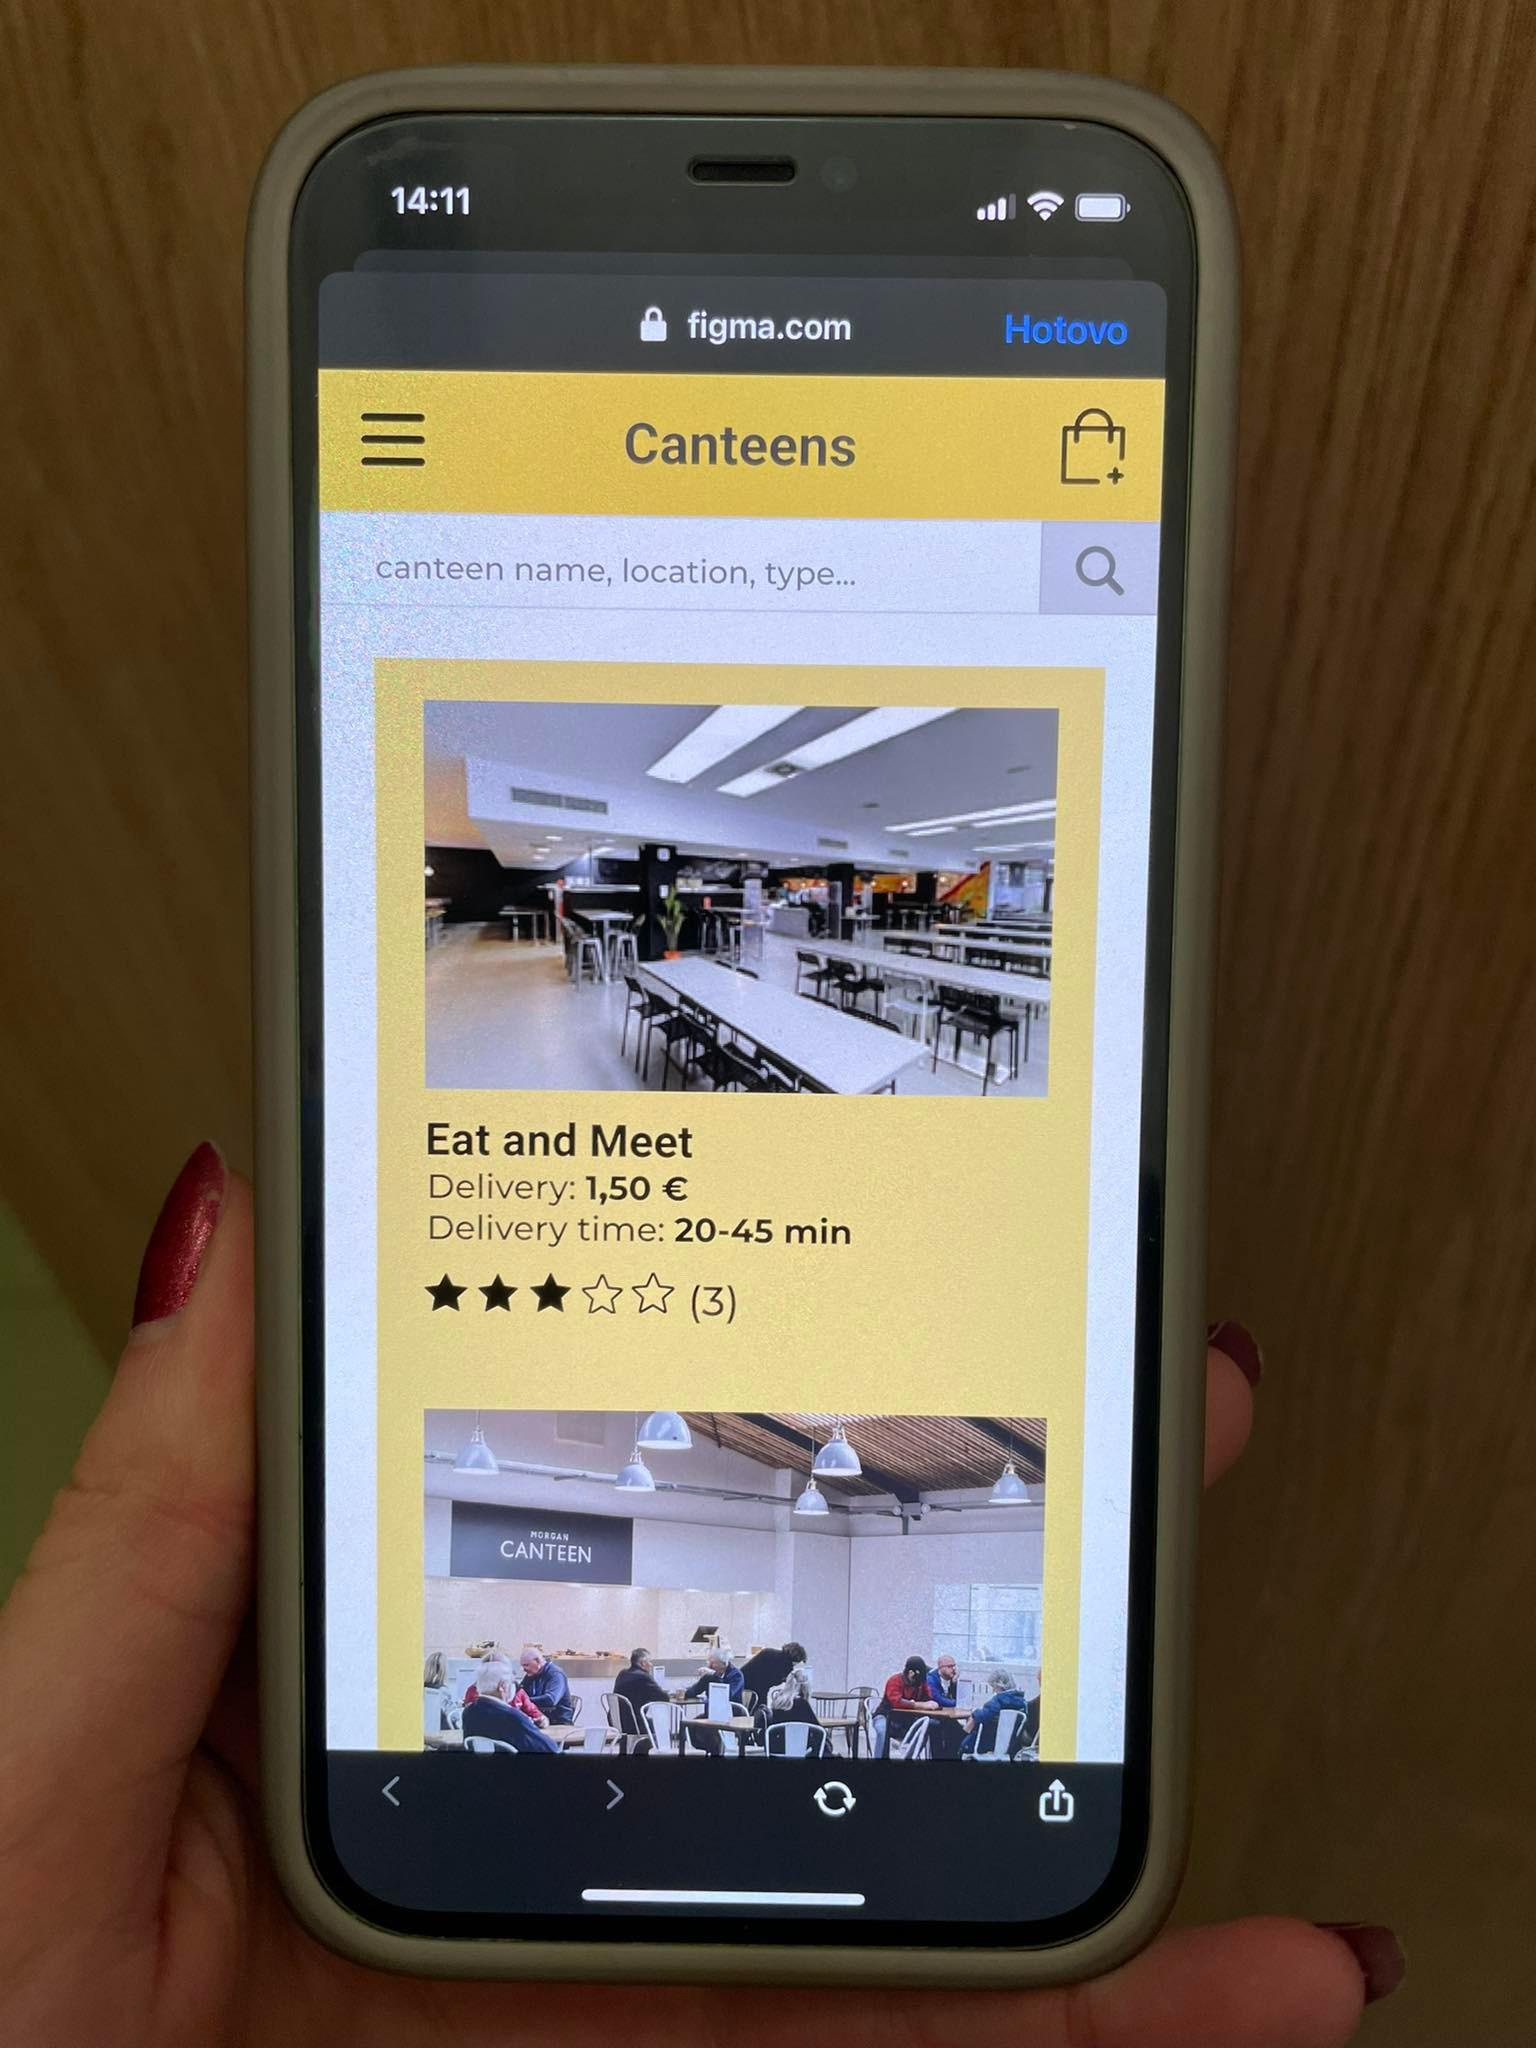 14:11
figma.com Hotovo
Canteens
canteen name, location, type...
Eat and Meet
Delivery: 1,50 €
Delivery time: 20-45 min
(3)
MORGAN
CANTEEN